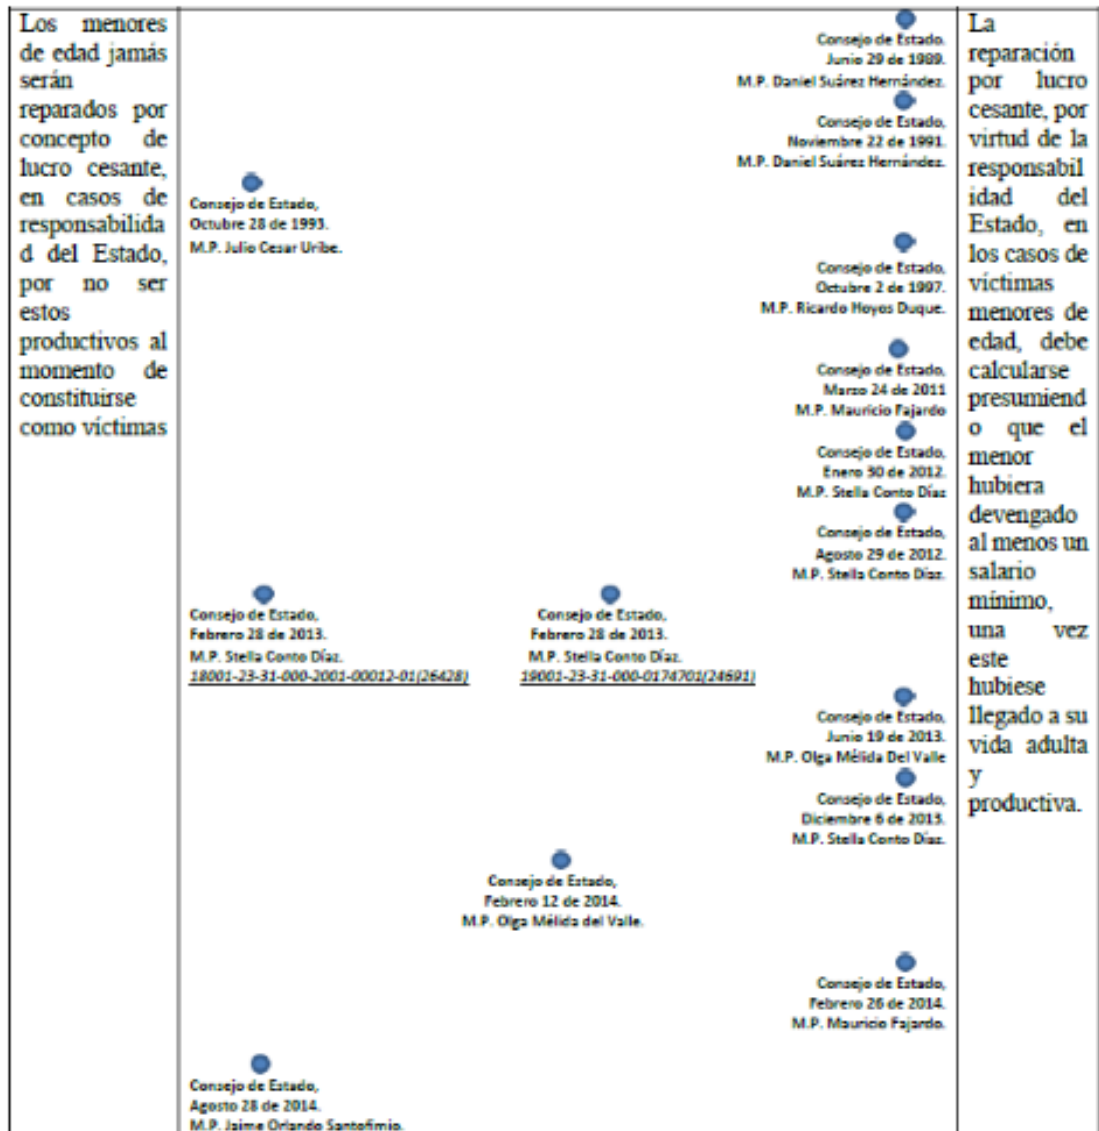 Los menores
de edad jamás
serán
reparados por
concepto de
lucro cesante,
en casos de
responsabilida
d del Estado,
por no ser
estos
productivos al
momento de
constituirse
como víctimas
Consejo de Estado.
Junio 29 de 1989.
M.P. Daniel Suárez Hernández.
Consejo de Estado,
Noviembre 22 de 1991.
M.P. Daniel Suárez Hernández.
Consejo de Estado,
Octubre 28 de 1993.
M.P. Julio Cesar Uribe.
Consejo de Estado,
Octubre 2 de 1997.
M.P. Ricardo Hoyos Duque.
Consejo de Estado,
Marzo 24 de 2011
M.P. Mauricio Fajardo
Consejo de Estado,
Enero 30 de 2012.
M.P. Stella Conto Díaz
Consejo de Estado,
Agosto 29 de 2012.
M.P. Stella Conto Díaz.
Consejo de Estado,
Febrero 28 de 2013.
M.P. Stella Conto Díaz.
18001-23-31-000-2001-00012-01(26428)
Consejo de Estado,
Febrero 28 de 2013.
M.P. Stella Conto Díaz.
19001-23-31-000-0174701(24691)
Consejo de Estado,
Junio 19 de 2013.
M.P. Olga Mélida Del Valle
Consejo de Estado,
Diciembre 6 de 2013.
M.P. Stella Conto Díaz.
Consejo de Estado,
Febrero 12 de 2014.
M.P. Olga Mélida del Valle.
Consejo de Estado,
Febrero 26 de 2014.
M.P. Mauricio Fajardo.
Consejo de Estado,
Agosto 28 de 2014.
M.P. Jaime Orlando Santofimio.
La
reparación
por lucro
cesante, por
virtud de la
responsabil
idad del
Estado, en
los casos de
víctimas
menores de
edad, debe
calcularse
presumiend
o que el
menor
hubiera
devengado
al menos un
salario
mínimo,
una vez
este
hubiese
llegado a su
vida adulta
y
productiva.